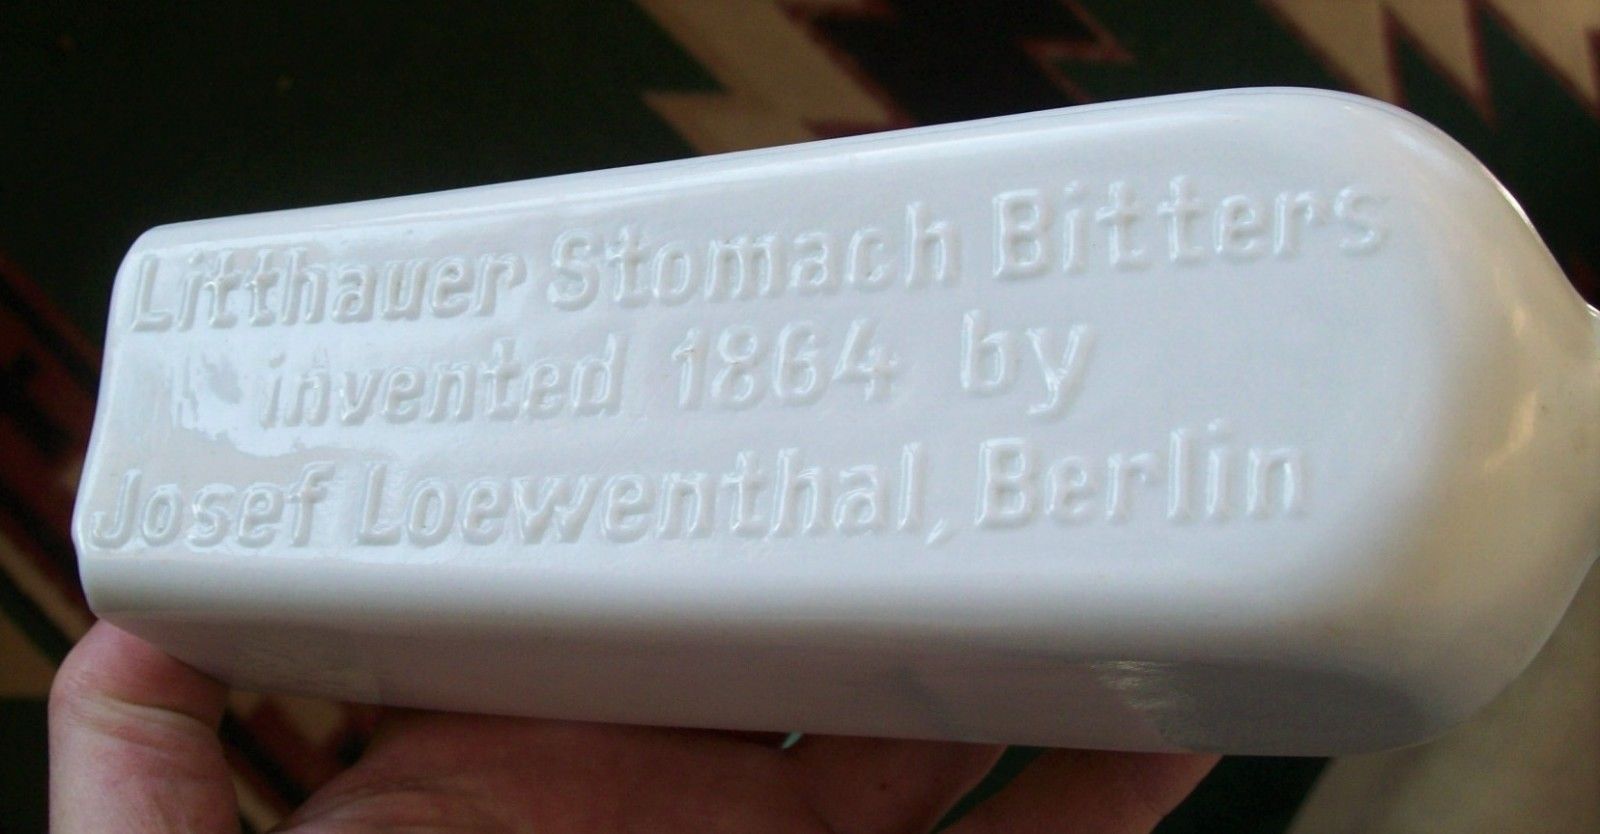 Litthauer Stomach Bitters
invented 1864 by
Josef Loewenthal, Berlin